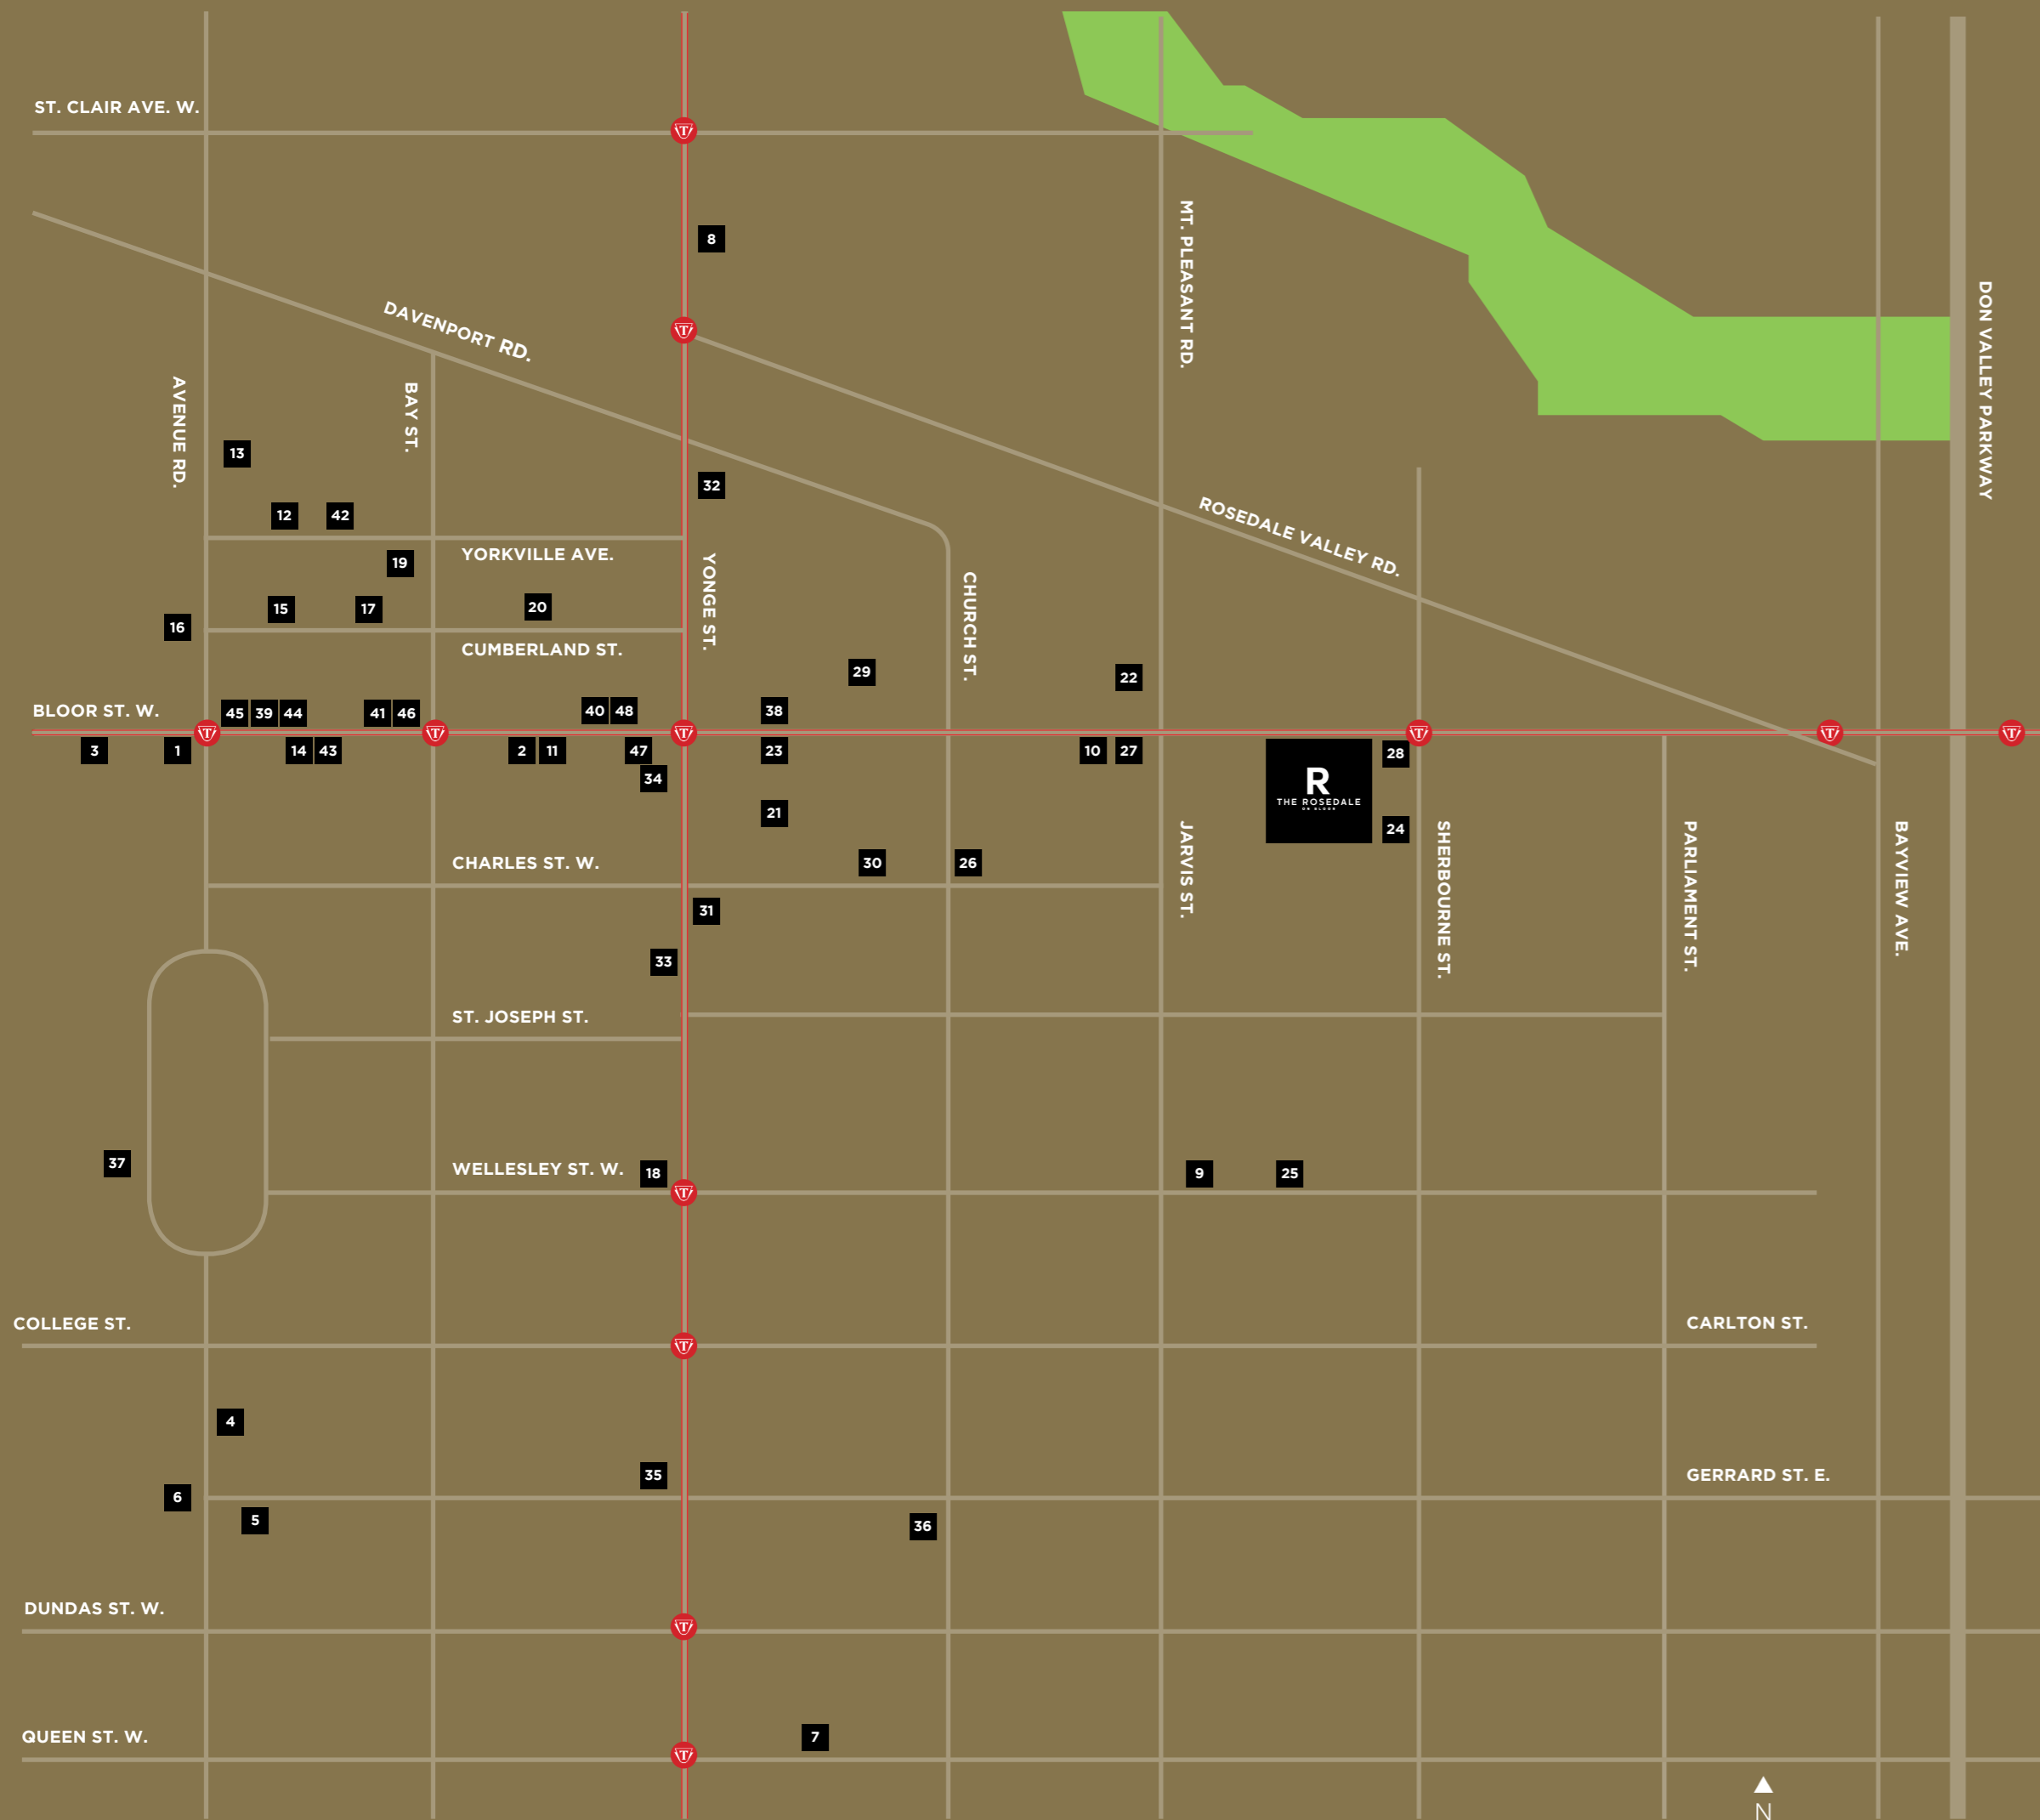 ST. CLAIR AVE. W.
T
8
MT. PLEASANT RD.
DON VALLEY PARKWAY
DAVENPORT RD.
T
AVENUE RD.
BAY ST.
13
32
12
42
ROSEDALE VALLEY RD.
YORKVILLE AVE.
19
YONGE ST.
CHURCH ST.
15
17
20
16
CUMBERLAND ST.
29
22
BLOOR ST. W.
45
39
44
41
46
40
48
38
T
T
T
T
T
T
3
1
14
43
2
11
47
23
10
27
28
34
R
THE ROSEDALE
ON BLOOR
21
24
JARVIS ST.
SHERBOURNE ST.
PARLIAMENT ST.
BAYVIEW AVE.
CHARLES ST. W.
30
26
31
33
ST. JOSEPH ST.
37
WELLESLEY ST. W.
18
9
25
T
COLLEGE ST.
CARLTON ST.
T
4
35
GERRARD ST. E.
6
5
36
DUNDAS ST. W.
T
QUEEN ST. W.
7
T
N